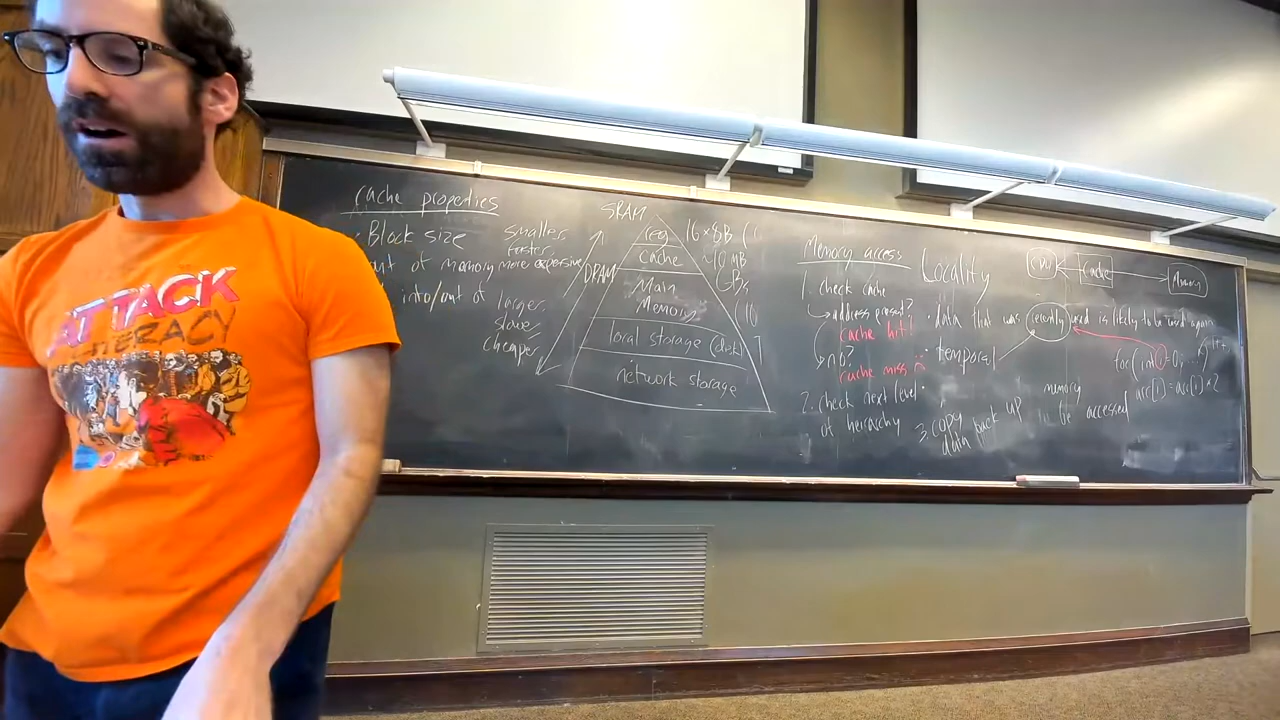 ATTACK
LITERACY
cache properties
Block size
of memory
into/out of
smaller
faster
more expensive
larger
slower
cheaper
SRAM
DRAM
reg
Cache
Main
Memory
local storage (disk)
network storage
16 × 8B (
~10 MB
GBs
Memory access
1. check cache
address present?
cache hit!
no?
cache miss
2. check next level
of heirarchy
3. copy
data back up
Locality
CPU
Cache
Memory
data that was recently used is likely to be used again
temporal
memory
to be accessed
for(int i=0; ...; i++)
arr[i] = arr[i] * 2